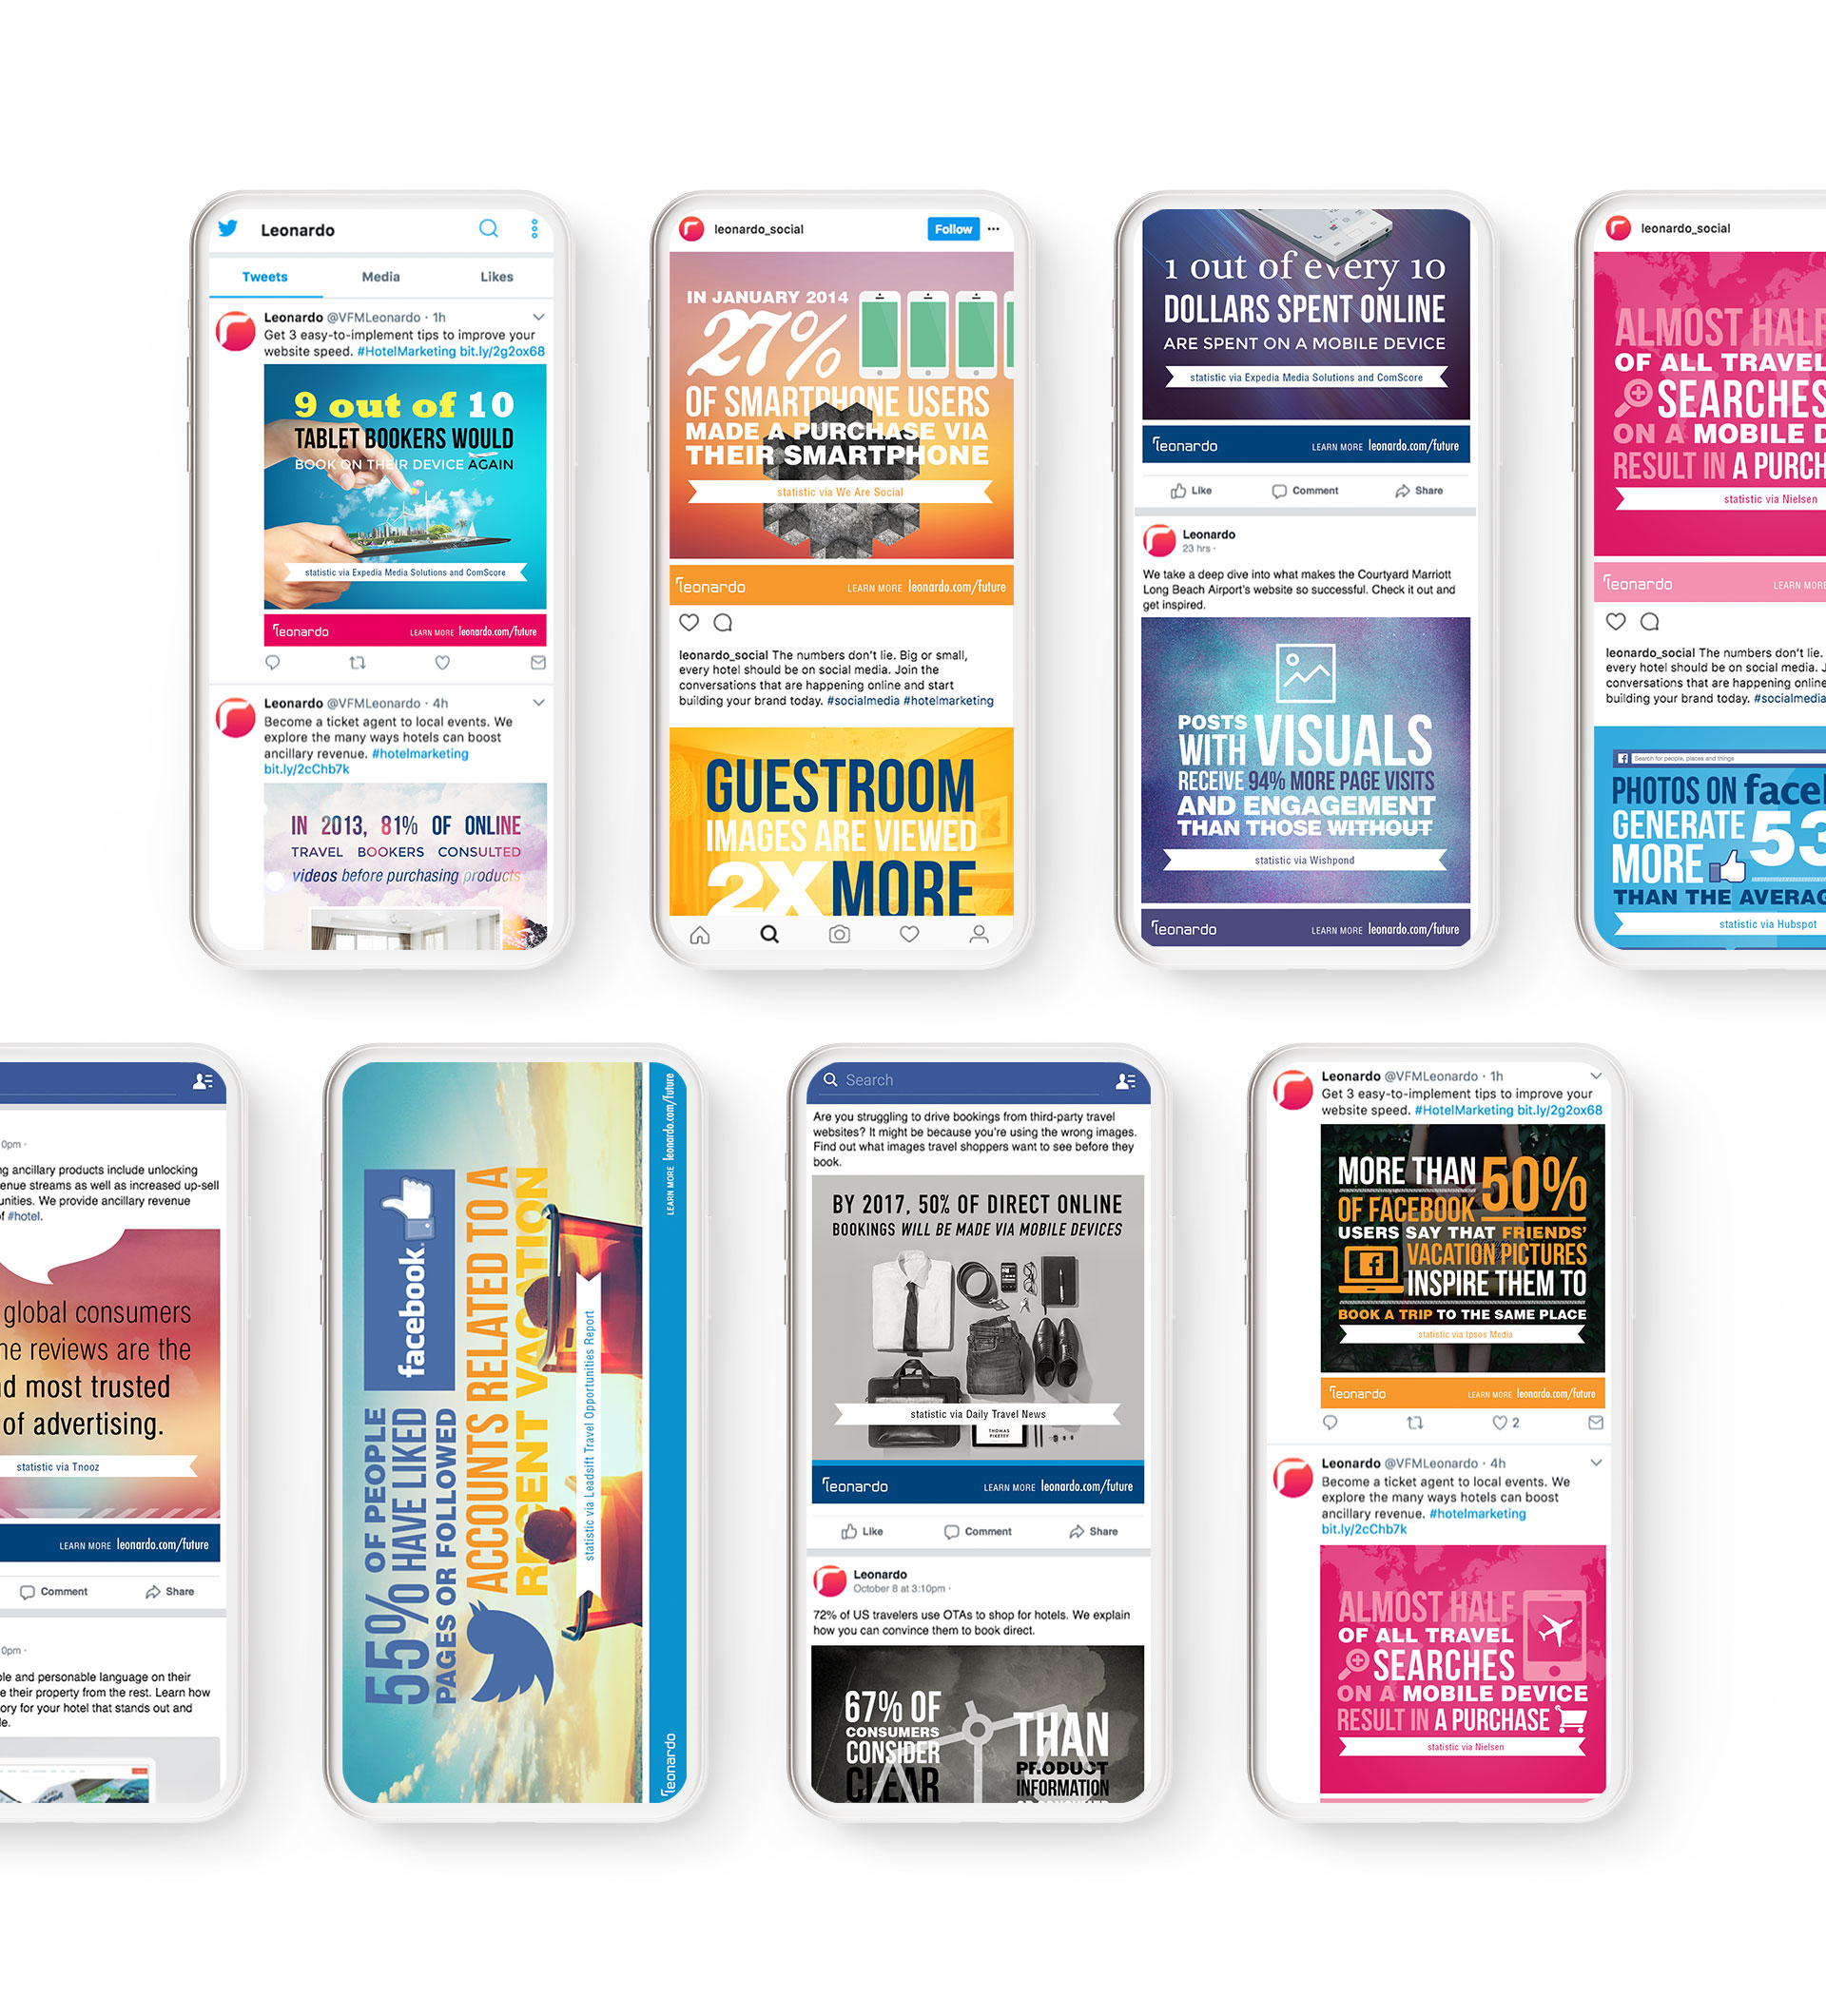 Leonardo
Tweets Media Likes
Leonardo @VFMLeonardo · 1h
Get 3 easy-to-implement tips to improve your
website speed. #HotelMarketing bit.ly/2g2ox68
9 out of 10
TABLET BOOKERS WOULD
BOOK ON THEIR DEVICE AGAIN
statistic via Expedia Media Solutions and ComScore
leonardo LEARN MORE leonardo.com/future
Leonardo @VFMLeonardo · 4h
Become a ticket agent to local events. We
explore the many ways hotels can boost
ancillary revenue. #hotelmarketing
bit.ly/2cChb7k
IN 2013, 81% OF ONLINE
TRAVEL BOOKERS CONSULTED
videos before purchasing products
leonardo_social Follow
IN JANUARY 2014
27%
OF SMARTPHONE USERS
MADE A PURCHASE VIA
THEIR SMARTPHONE
statistic via We Are Social
leonardo LEARN MORE leonardo.com/future
leonardo_social The numbers don't lie. Big or small,
every hotel should be on social media. Join the
conversations that are happening online and start
building your brand today. #socialmedia #hotelmarketing
GUESTROOM
IMAGES ARE VIEWED
2X MORE
1 out of every 10
DOLLARS SPENT ONLINE
ARE SPENT ON A MOBILE DEVICE
statistic via Expedia Media Solutions and ComScore
leonardo LEARN MORE leonardo.com/future
Like Comment Share
Leonardo
23 hrs ·
We take a deep dive into what makes the Courtyard Marriott
Long Beach Airport's website so successful. Check it out and
get inspired.
POSTS
WITH VISUALS
RECEIVE 94% MORE PAGE VISITS
AND ENGAGEMENT
THAN THOSE WITHOUT
statistic via Wishpond
leonardo LEARN MORE leonardo.com/future
leonardo_social
ALMOST HALF
OF ALL TRAVEL
SEARCHES
ON A MOBILE D
RESULT IN A PURCH
statistic via Nielsen
leonardo LEARN MORE
leonardo_social The numbers don't lie.
every hotel should be on social media. J
conversations that are happening online
building your brand today. #socialmedia
Search for people, places and things
PHOTOS ON facel
GENERATE
MORE 53
THAN THE AVERAG
statistic via Hubspot
0pm ·
ng ancillary products include unlocking
enue streams as well as increased up-sell
unities. We provide ancillary revenue
f #hotel.
global consumers
ne reviews are the
d most trusted
of advertising.
statistic via Tnooz
LEARN MORE leonardo.com/future
Comment Share
0pm ·
ple and personable language on their
e their property from the rest. Learn how
ory for your hotel that stands out and
le.
55% OF PEOPLE
HAVE LIKED
PAGES OR FOLLOWED
facebook
ACCOUNTS RELATED TO A
RECENT VACATION
statistic via Leadsift Travel Opportunities Report
leonardo LEARN MORE leonardo.com/future
Search
Are you struggling to drive bookings from third-party travel
websites? It might be because you're using the wrong images.
Find out what images travel shoppers want to see before they
book.
BY 2017, 50% OF DIRECT ONLINE
BOOKINGS WILL BE MADE VIA MOBILE DEVICES
statistic via Daily Travel News
THOMAS
PIKETTY
leonardo LEARN MORE leonardo.com/future
Like Comment Share
Leonardo
October 8 at 3:10pm ·
72% of US travelers use OTAs to shop for hotels. We explain
how you can convince them to book direct.
67% OF
CONSUMERS
CONSIDER
CLEAR
THAN
PRODUCT
INFORMATION
Leonardo @VFMLeonardo · 1h
Get 3 easy-to-implement tips to improve your
website speed. #HotelMarketing bit.ly/2g2ox68
MORE THAN 50%
OF FACEBOOK
USERS SAY THAT FRIENDS'
VACATION PICTURES
INSPIRE THEM TO
BOOK A TRIP TO THE SAME PLACE
statistic via Ipsos Media
leonardo LEARN MORE leonardo.com/future
2
Leonardo @VFMLeonardo · 4h
Become a ticket agent to local events. We
explore the many ways hotels can boost
ancillary revenue. #hotelmarketing
bit.ly/2cChb7k
ALMOST HALF
OF ALL TRAVEL
SEARCHES
ON A MOBILE DEVICE
RESULT IN A PURCHASE
statistic via Nielsen